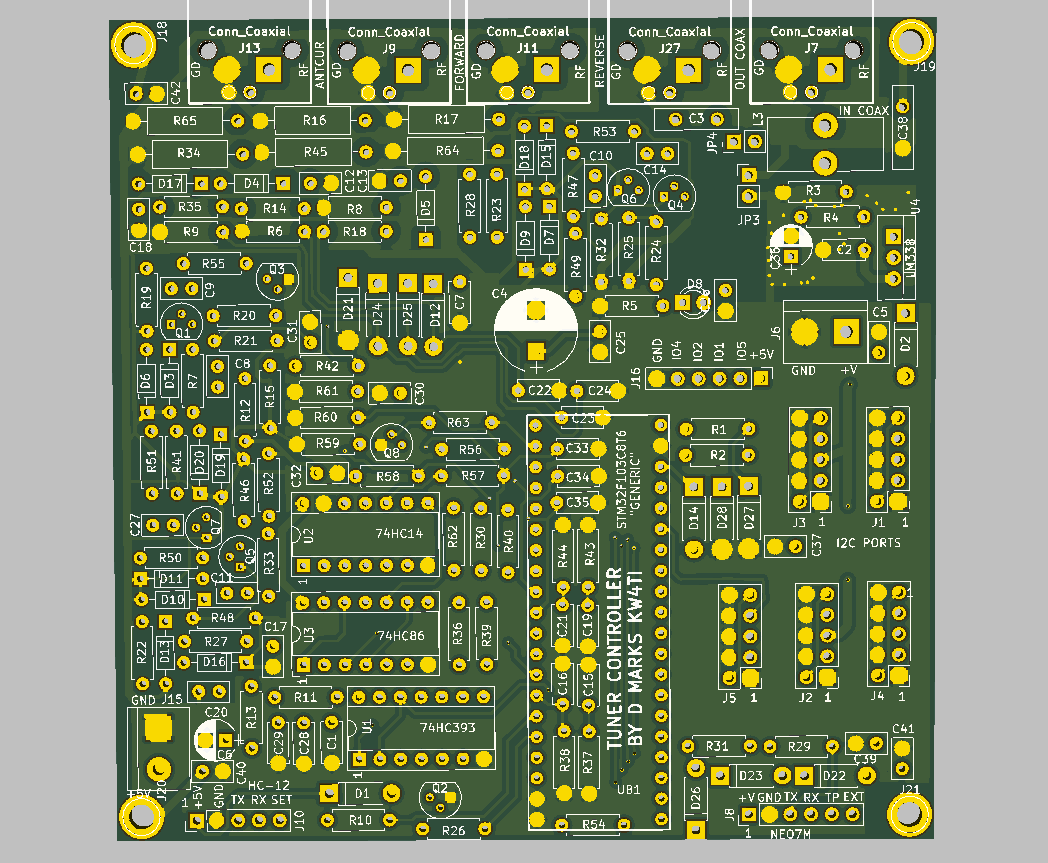 J18
Conn_Coaxial
J13
GD
RF
ANTCUR
Conn_Coaxial
J9
GD
RF
FORWARD
Conn_Coaxial
J11
GD
RF
REVERSE
Conn_Coaxial
J27
GD
RF
OUT COAX
Conn_Coaxial
J7
GD
RF
J19
C42
R65
R16
R17
C3
L3
IN COAX
C38
R53
JP4
R34
R45
R64
D18
D15
C10
C14
D17
D4
C12
C13
D5
R28
R23
R47
Q6
Q4
JP3
R3
U4
R35
R14
R8
R4
C18
R9
R6
R18
D9
D7
R49
R32
R25
R24
C36
C2
LM338
R55
Q3
R19
C9
D21
D24
D25
D12
C7
C4
R5
D8
Q1
R20
C31
C25
J6
C5
D2
R21
GND
+V
D6
D3
R7
C8
R42
J16
GND
IO4
IO2
IO1
IO5
+5V
R12
R15
R61
C30
C22
C24
R60
R63
C23
R1
R51
R41
D20
D19
R59
Q8
R56
C33
R2
R46
R52
C32
R58
R57
C34
STM32F103C8T6
"GENERIC"
C35
D14
D28
D27
J3
1
J1
1
C27
Q7
U2
74HC14
1
R62
R30
R40
R44
R43
C37
I2C PORTS
R50
Q5
R33
D11
C11
D10
R48
C17
U3
74HC86
1
R36
R39
C21
C19
1
R22
D13
R27
D16
C16
C15
TUNER CONTROLLER
BY D MARKS KW4TI
J5
1
J2
1
J4
1
GND
J15
C20
R13
R11
U1
74HC393
1
C6
C29
C28
C1
R38
R37
R31
R29
C39
C41
C40
J20
+5V
HC-12
TX RX SET
GND
+5V
1
J10
D1
Q2
R10
R26
UB1
R54
D26
D23
D22
J21
+V GND TX RX TP EXT
J8
1
NEO7M